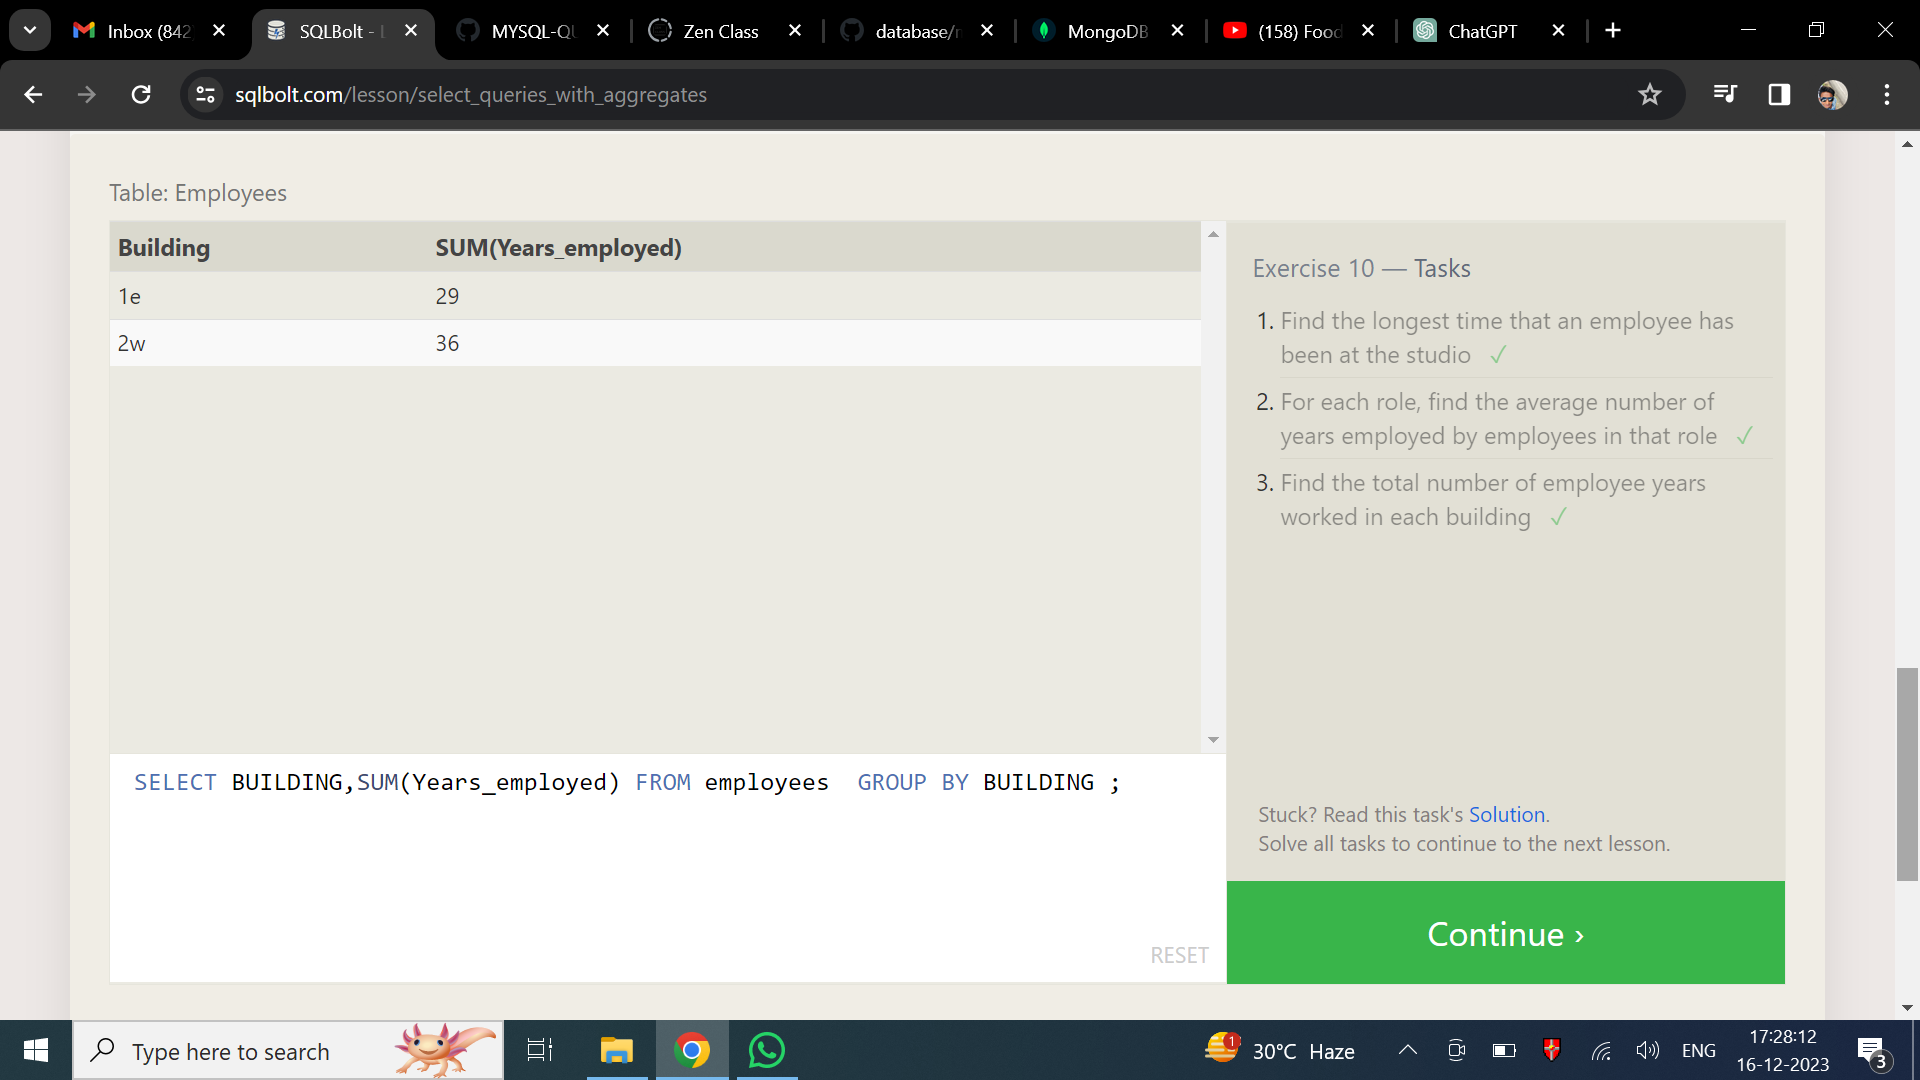 Inbox (842
SQLBolt - L
MYSQL-QU
Zen Class
database/n
MongoDB
(158) Food
ChatGPT
sqlbolt.com/lesson/select_queries_with_aggregates
Table: Employees
Building SUM(Years_employed)
1e 29
2w 36
SELECT BUILDING,SUM(Years_employed) FROM employees  GROUP BY BUILDING ;
RESET
Exercise 10 — Tasks
1. Find the longest time that an employee has
been at the studio ✓
2. For each role, find the average number of
years employed by employees in that role ✓
3. Find the total number of employee years
worked in each building ✓
Stuck? Read this task's Solution.
Solve all tasks to continue to the next lesson.
Continue ›
Type here to search
1
30°C Haze
ENG
17:28:12
16-12-2023
3